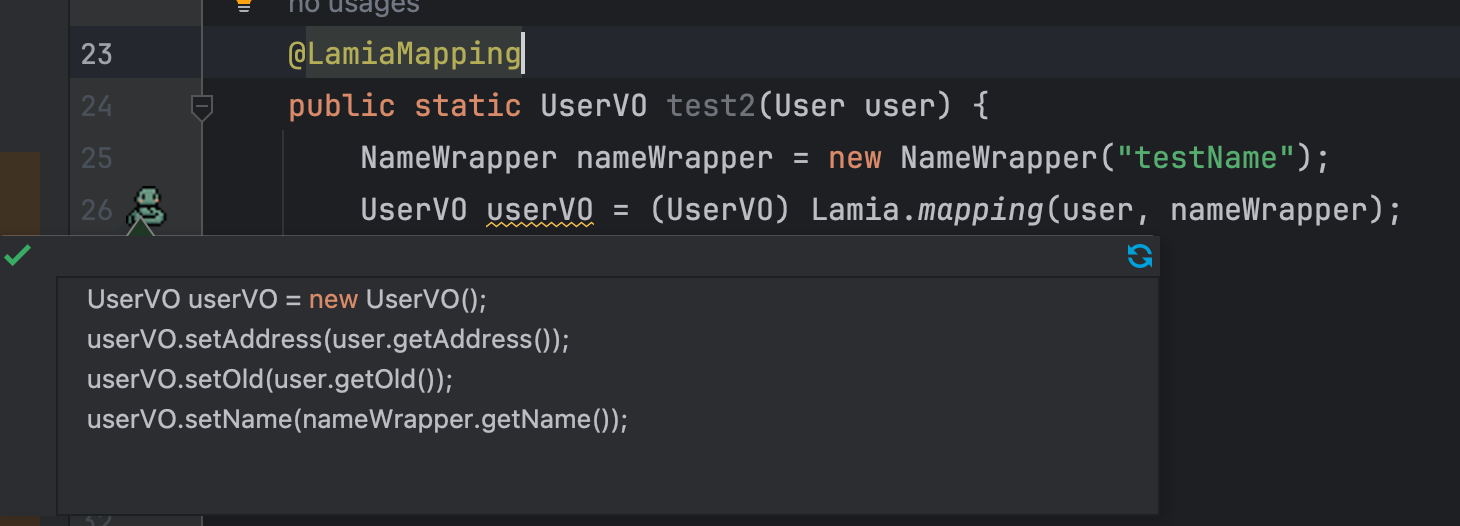 no usages
23 @LamiaMapping
24 public static UserVO test2(User user) {
25 NameWrapper nameWrapper = new NameWrapper("testName");
26 UserVO userVO = (UserVO) Lamia.mapping(user, nameWrapper);
UserVO userVO = new UserVO();
userVO.setAddress(user.getAddress());
userVO.setOld(user.getOld());
userVO.setName(nameWrapper.getName());